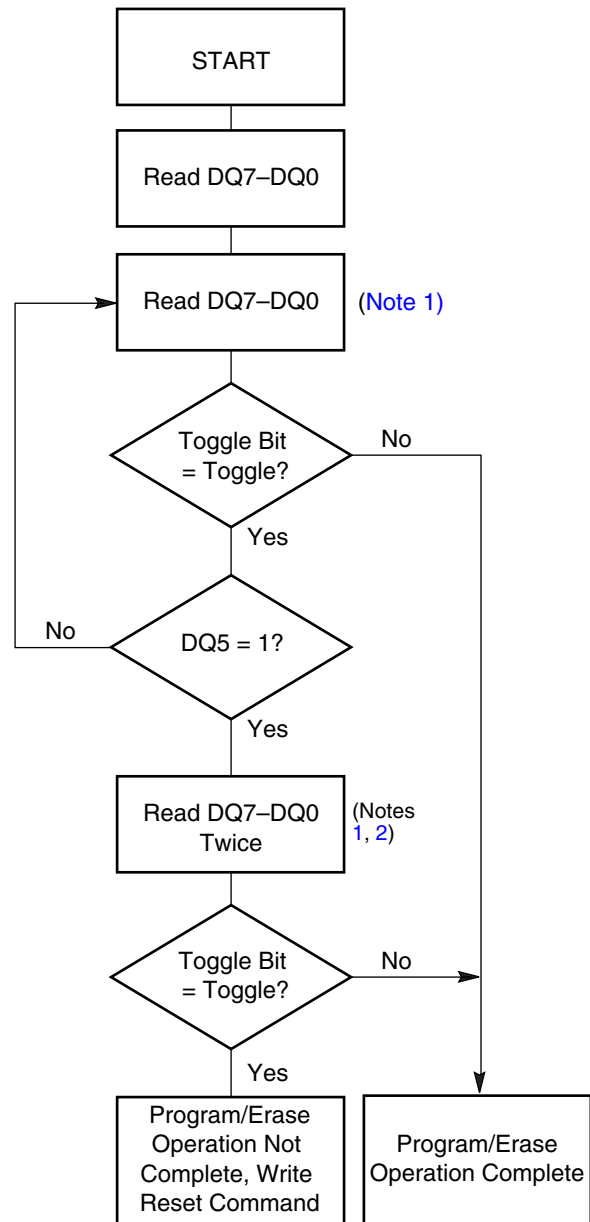 START
Read DQ7–DQ0
Read DQ7–DQ0
(Note 1)
Toggle Bit
= Toggle?
No
Yes
DQ5 = 1?
No
Yes
Read DQ7–DQ0
Twice
(Notes
1, 2)
Toggle Bit
= Toggle?
No
Yes
Program/Erase
Operation Not
Complete, Write
Reset Command
Program/Erase
Operation Complete